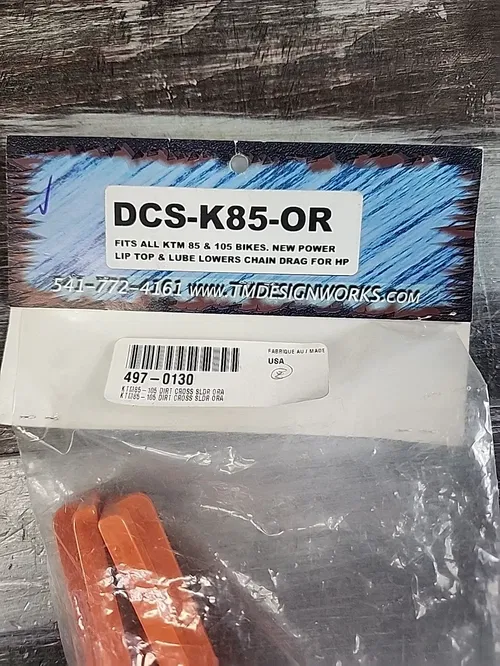 DCS-K85-OR
FITS ALL KTM 85 & 105 BIKES. NEW POWER
LIP TOP & LUBE LOWERS CHAIN DRAG FOR HP
541-772-4161 WWW.TMDESIGNWORKS.COM
FABRIQUE AU / MADE
USA
497-0130
KTM85-105 DIRT CROSS SLDR ORA
KTM85-105 DIRT CROSS SLDR ORA